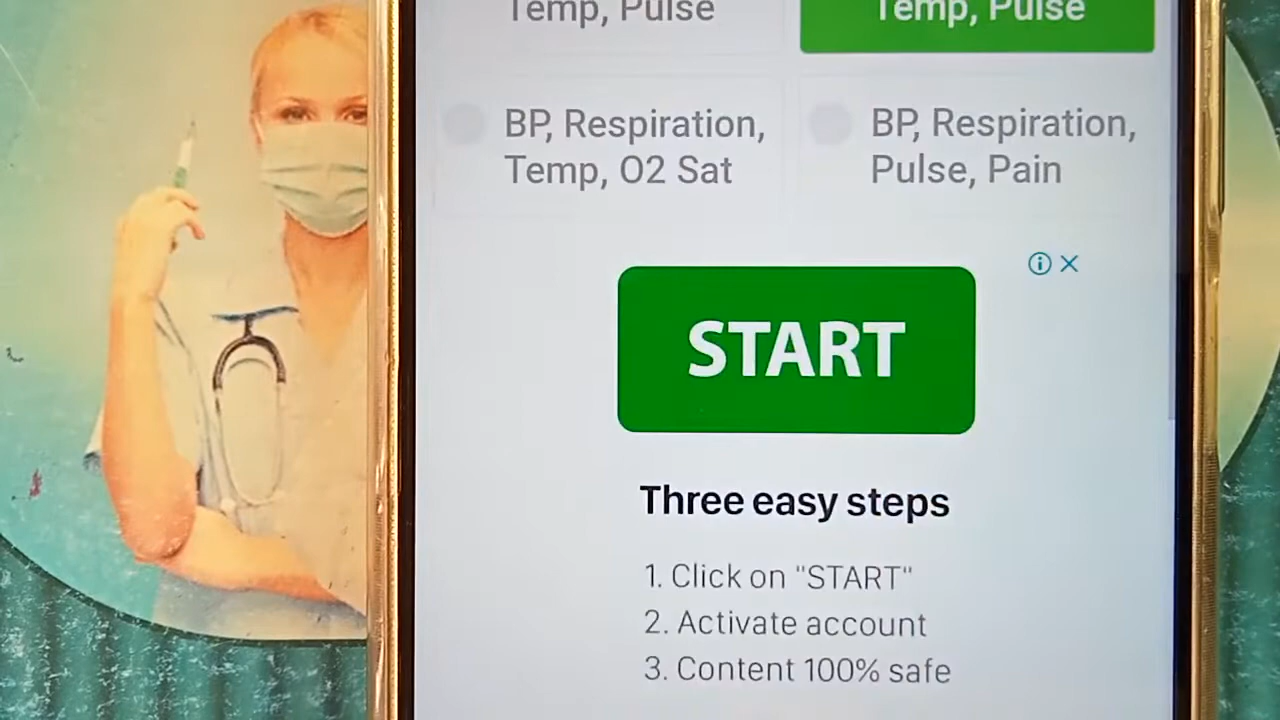 Temp, Pulse
Temp, Pulse
BP, Respiration,
Temp, O2 Sat
BP, Respiration,
Pulse, Pain
START
Three easy steps
1. Click on "START"
2. Activate account
3. Content 100% safe